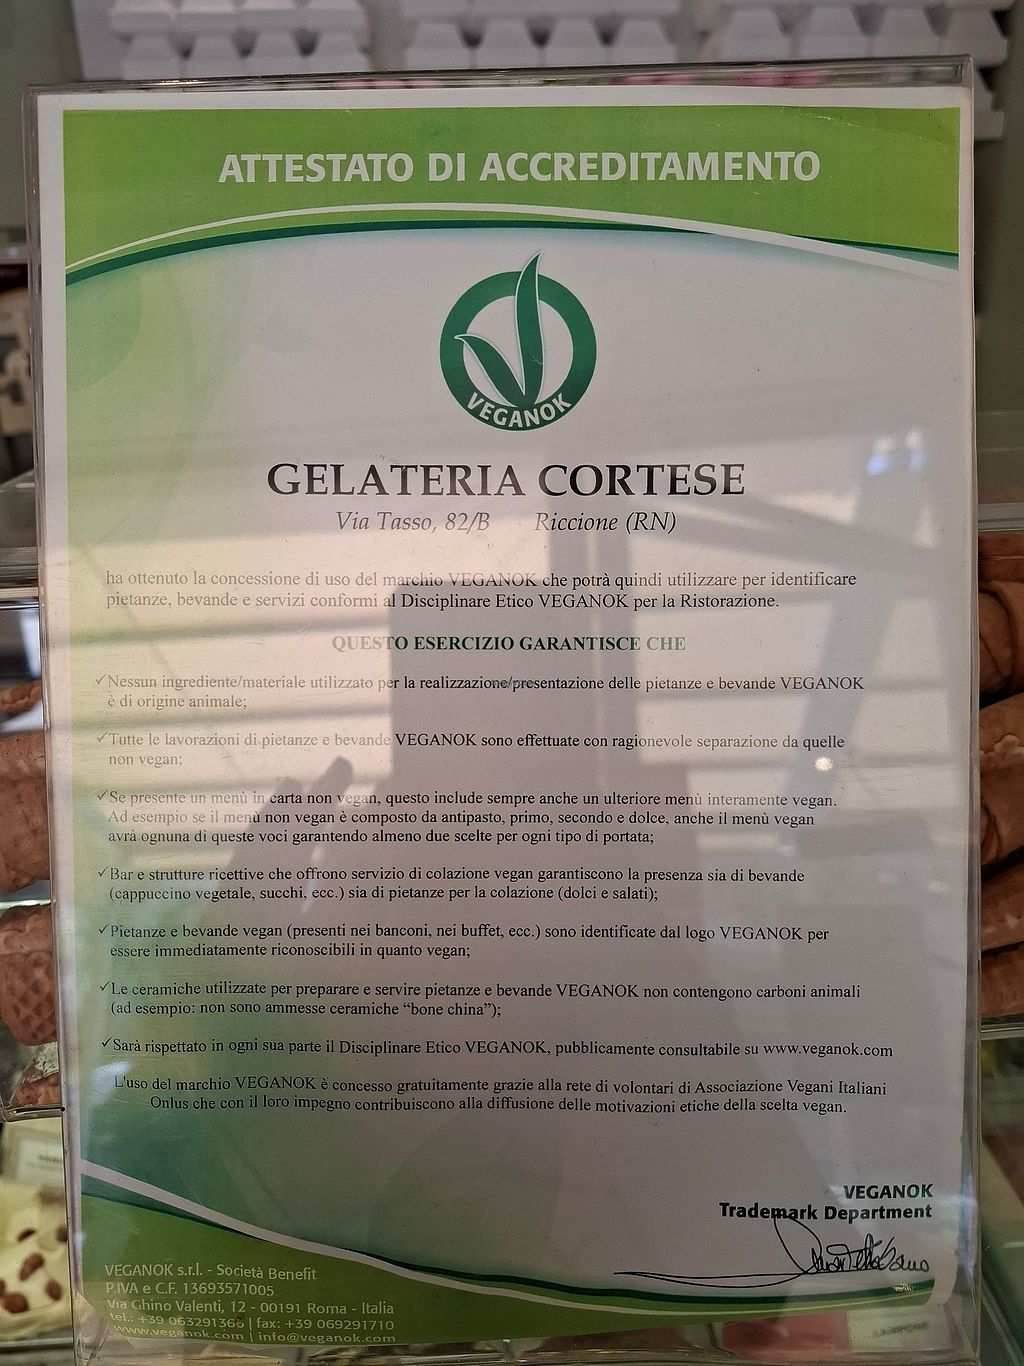 ATTESTATO DI ACCREDITAMENTO
VEGANOK
GELATERIA CORTESE
Via Tasso, 82/B Riccione (RN)
ha ottenuto la concessione di uso del marchio VEGANOK che potrà quindi utilizzare per identificare
pietanze, bevande e servizi conformi al Disciplinare Etico VEGANOK per la Ristorazione.
QUESTO ESERCIZIO GARANTISCE CHE
✓Nessun ingrediente/materiale utilizzato per la realizzazione/presentazione delle pietanze e bevande VEGANOK
è di origine animale;
✓Tutte le lavorazioni di pietanze e bevande VEGANOK sono effettuate con ragionevole separazione da quelle
non vegan;
✓Se presente un menù in carta non vegan, questo include sempre anche un ulteriore menù interamente vegan.
Ad esempio se il menu non vegan è composto da antipasto, primo, secondo e dolce, anche il menù vegan
avrà ognuna di queste voci garantendo almeno due scelte per ogni tipo di portata;
✓Bar e strutture ricettive che offrono servizio di colazione vegan garantiscono la presenza sia di bevande
(cappuccino vegetale, succhi, ecc.) sia di pietanze per la colazione (dolci e salati);
✓Pietanze e bevande vegan (presenti nei banconi, nei buffet, ecc.) sono identificate dal logo VEGANOK per
essere immediatamente riconoscibili in quanto vegan;
✓Le ceramiche utilizzate per preparare e servire pietanze e bevande VEGANOK non contengono carboni animali
(ad esempio: non sono ammesse ceramiche “bone china”);
✓Sarà rispettato in ogni sua parte il Disciplinare Etico VEGANOK, pubblicamente consultabile su www.veganok.com
L'uso del marchio VEGANOK è concesso gratuitamente grazie alla rete di volontari di Associazione Vegani Italiani
Onlus che con il loro impegno contribuiscono alla diffusione delle motivazioni etiche della scelta vegan.
VEGANOK
Trademark Department
VEGANOK s.r.l. - Società Benefit
P.IVA e C.F. 13693571005
Via Ghino Valenti, 12 - 00191 Roma - Italia
tel.: +39 063291365 | fax: +39 069291710
www.veganok.com | info@veganok.com